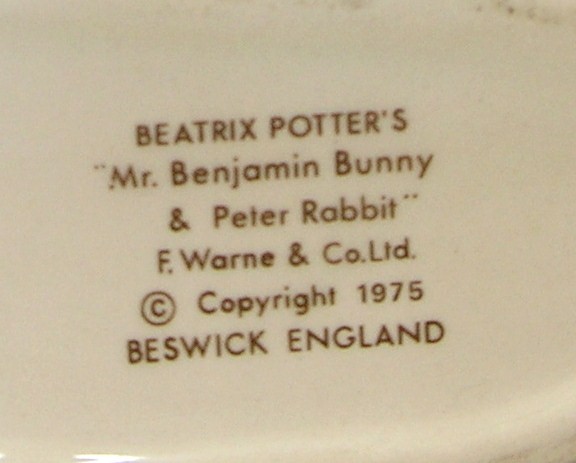 BEATRIX POTTER'S
"Mr. Benjamin Bunny
& Peter Rabbit"
F. Warne & Co.Ltd.
© Copyright 1975
BESWICK ENGLAND